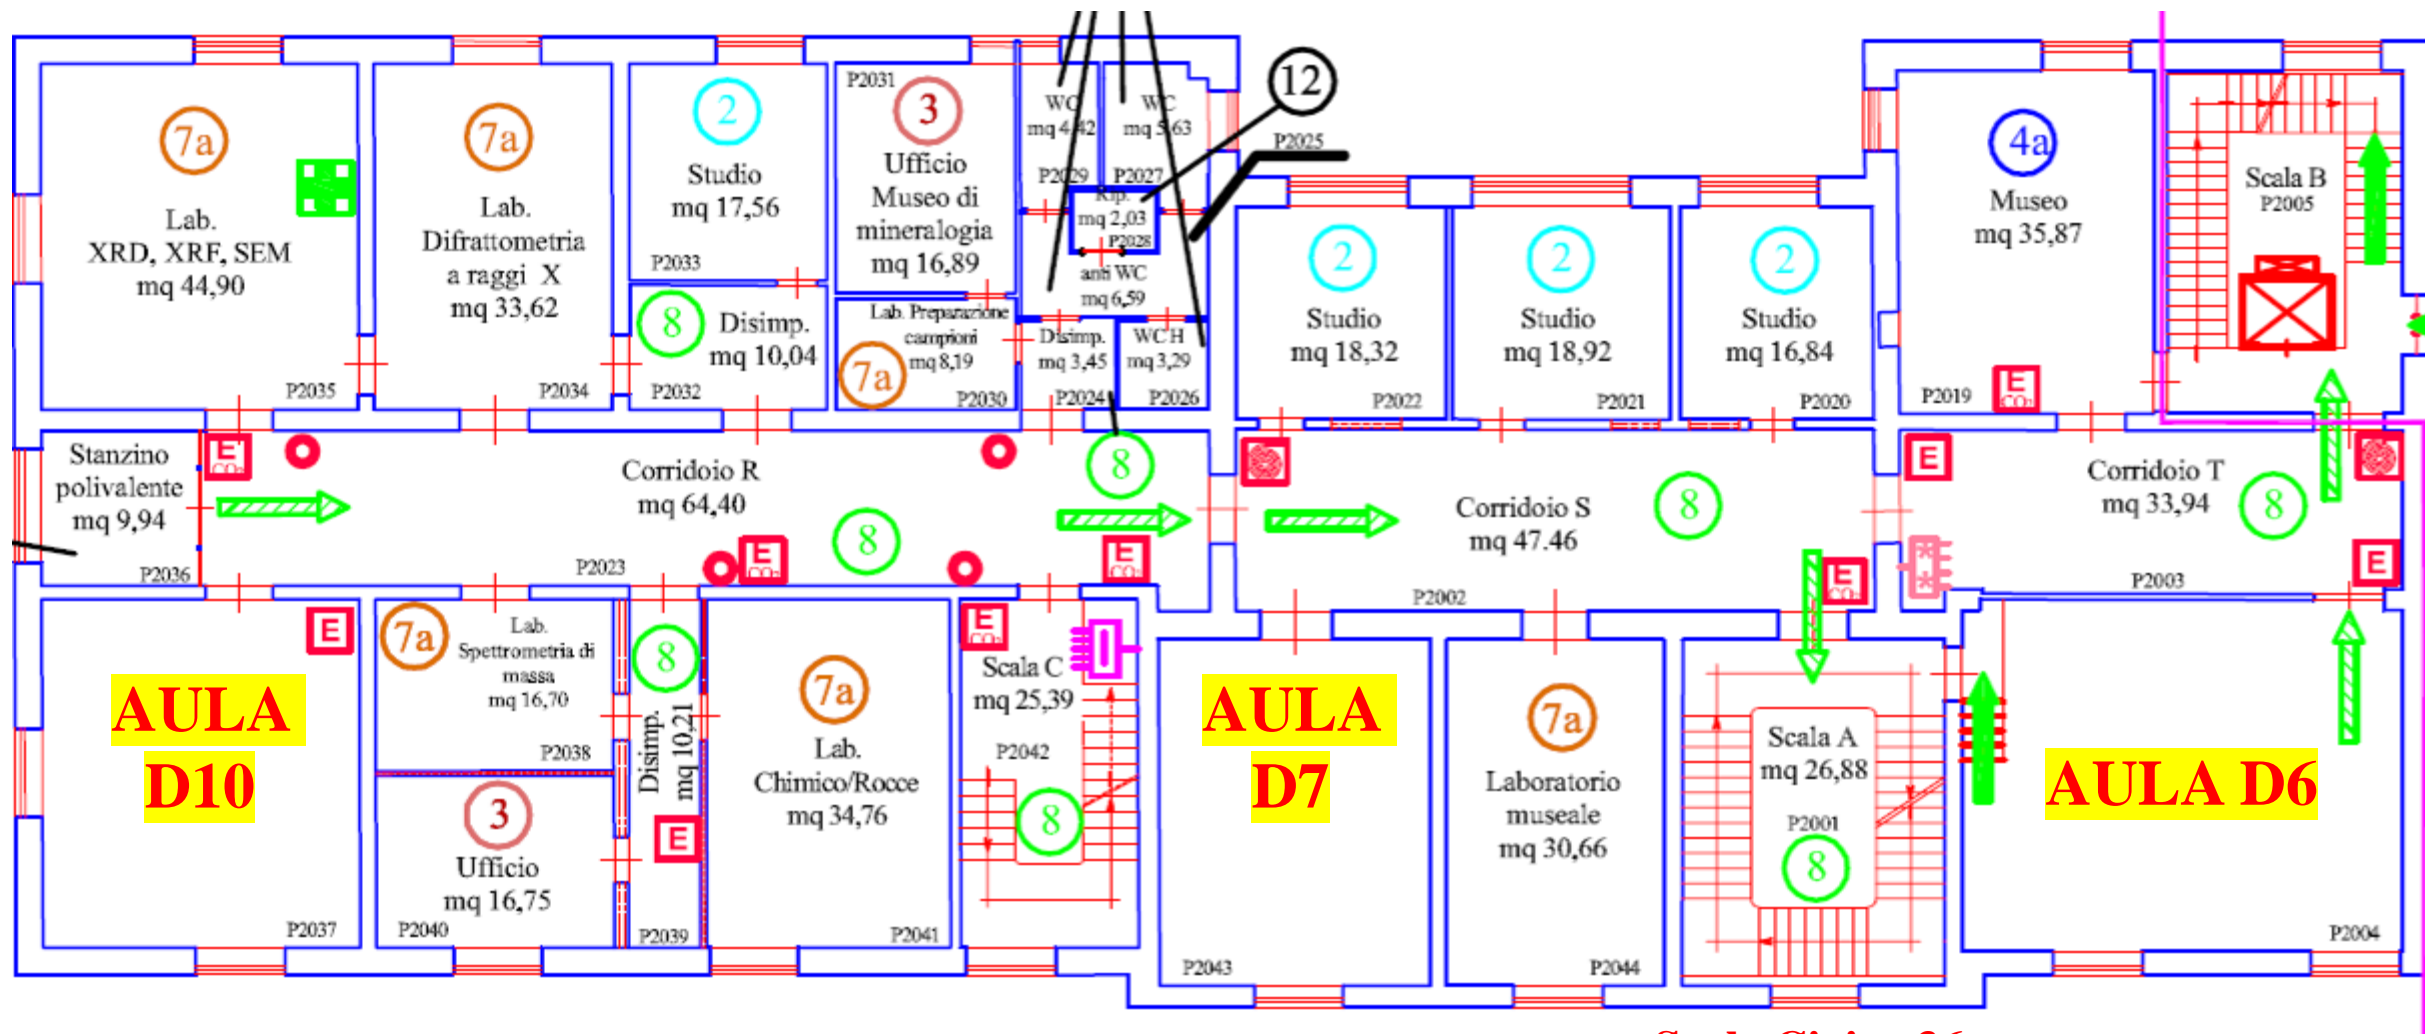 7a
Lab.
XRD, XRF, SEM
mq 44,90
P2035
7a
Lab.
Difrattometria
a raggi X
mq 33,62
P2034
2
Studio
mq 17,56
P2033
8
Disimp.
mq 10,04
P2032
P2031
3
Ufficio
Museo di
mineralogia
mq 16,89
Lab. Preparazione
campioni
mq 8,19
7a
P2030
WC
mq 4,42
P2029
WC
mq 5,63
P2027
Rip.
mq 2,03
P2028
anti WC
mq 6,59
Disimp.
mq 3,45
P2024
WC H
mq 3,29
P2026
12
P2025
2
Studio
mq 18,32
P2022
2
Studio
mq 18,92
P2021
2
Studio
mq 16,84
P2020
4a
Museo
mq 35,87
P2019
E
CO2
Scala B
P2005
Stanzino
polivalente
mq 9,94
P2036
E
CO2
Corridoio R
mq 64,40
P2023
E
CO2
8
8
E
CO2
Corridoio S
mq 47.46
8
P2002
E
CO2
E
Corridoio T
mq 33,94
8
P2003
E
E
AULA
D10
P2037
7a
Lab.
Spettrometria di
massa
mq 16,70
P2038
3
Ufficio
mq 16,75
P2040
8
Disimp.
mq 10,21
E
P2039
7a
Lab.
Chimico/Rocce
mq 34,76
P2041
E
CO2
Scala C
mq 25,39
P2042
8
AULA
D7
P2043
7a
Laboratorio
museale
mq 30,66
P2044
Scala A
mq 26,88
P2001
8
AULA D6
P2004